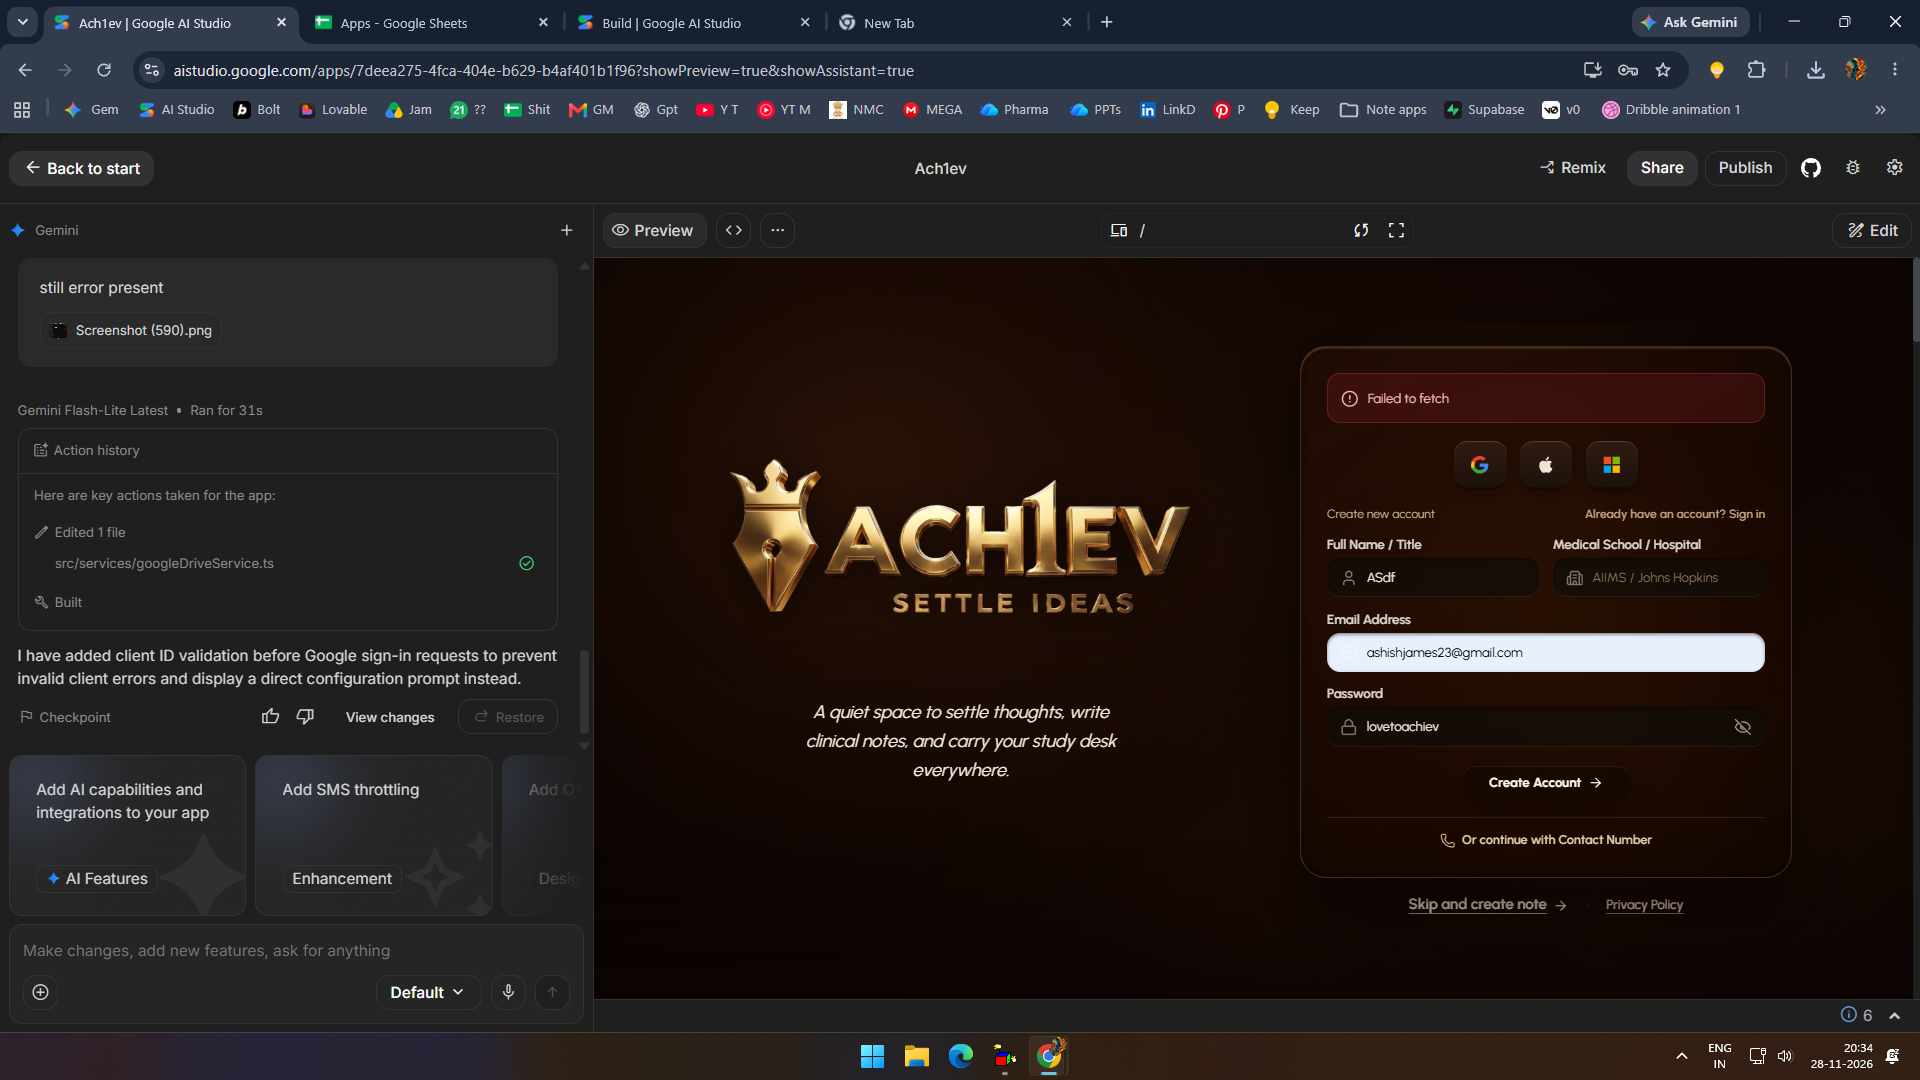 Ach1ev | Google AI Studio
Apps - Google Sheets
Build | Google AI Studio
New Tab
Ask Gemini
aistudio.google.com/apps/7deea275-4fca-404e-b629-b4af401b1f96?showPreview=true&showAssistant=true
Gem
AI Studio
Bolt
Lovable
Jam
21 ??
Shit
GM
Gpt
Y T
YT M
NMC
MEGA
Pharma
PPTs
LinkD
P
Keep
Note apps
Supabase
v0
Dribble animation 1
Back to start
Ach1ev
Remix
Share
Publish
Gemini
Preview
/
Edit
still error present
Screenshot (590).png
Gemini Flash-Lite Latest • Ran for 31s
Action history
Here are key actions taken for the app:
Edited 1 file
src/services/googleDriveService.ts
Built
I have added client ID validation before Google sign-in requests to prevent
invalid client errors and display a direct configuration prompt instead.
Checkpoint
View changes
Restore
Add AI capabilities and
integrations to your app
AI Features
Add SMS throttling
Enhancement
Make changes, add new features, ask for anything
Default
ACH1EV
SETTLE IDEAS
A quiet space to settle thoughts, write
clinical notes, and carry your study desk
everywhere.
Failed to fetch
Create new account
Already have an account? Sign in
Full Name / Title
Medical School / Hospital
ASdf
AIIMS / Johns Hopkins
Email Address
ashishjames23@gmail.com
Password
lovetoachiev
Create Account
Or continue with Contact Number
Skip and create note
Privacy Policy
6
ENG
IN
20:34
28-11-2026